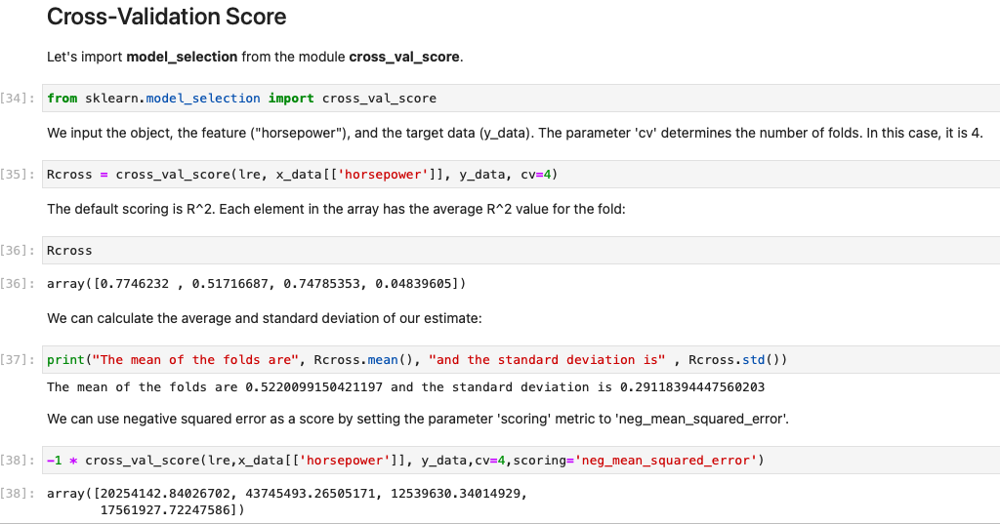 Cross-Validation Score
Let's import model_selection from the module cross_val_score.
[34]: from sklearn.model_selection import cross_val_score
We input the object, the feature ("horsepower"), and the target data (y_data). The parameter 'cv' determines the number of folds. In this case, it is 4.
[35]: Rcross = cross_val_score(lre, x_data[['horsepower']], y_data, cv=4)
The default scoring is R^2. Each element in the array has the average R^2 value for the fold:
[36]: Rcross
[36]: array([0.7746232 , 0.51716687, 0.74785353, 0.04839605])
We can calculate the average and standard deviation of our estimate:
[37]: print("The mean of the folds are", Rcross.mean(), "and the standard deviation is" , Rcross.std())
The mean of the folds are 0.5220099150421197 and the standard deviation is 0.29118394447560203
We can use negative squared error as a score by setting the parameter 'scoring' metric to 'neg_mean_squared_error'.
[38]: -1 * cross_val_score(lre,x_data[['horsepower']], y_data,cv=4,scoring='neg_mean_squared_error')
[38]: array([20254142.84026702, 43745493.26505171, 12539630.34014929,
17561927.72247586])